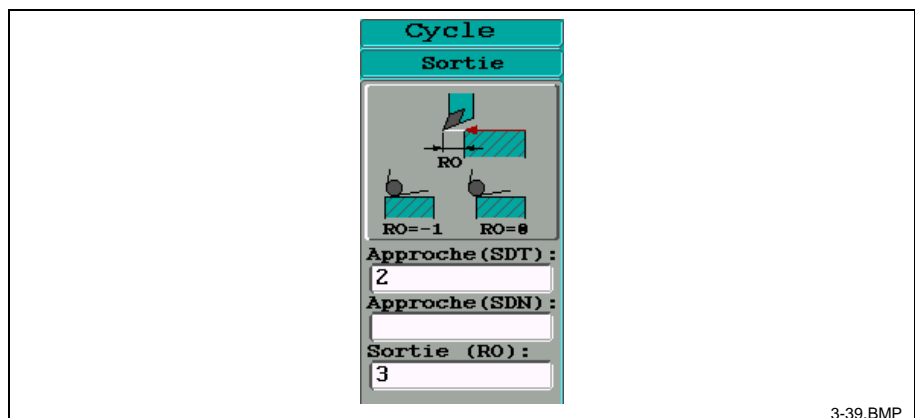 Cycle
Sortie
RO
RO=-1 RO=0
Approche(SDT):
2
Approche(SDN):
Sortie (RO):
3
3-39.BMP